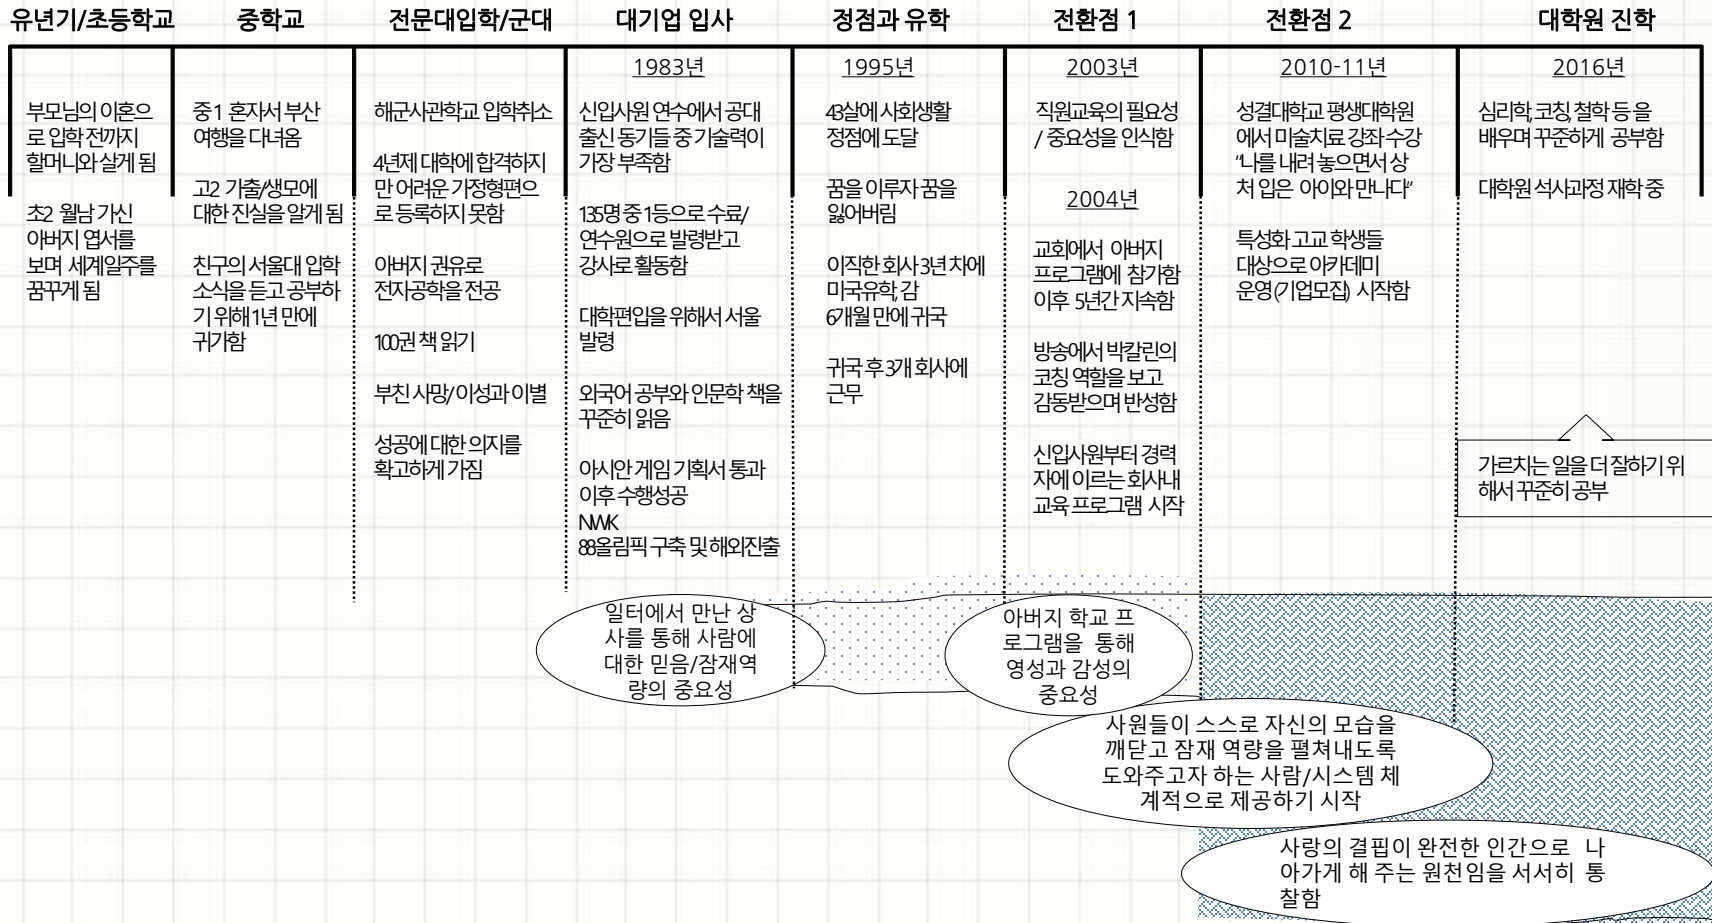 유년기/초등학교
중학교
전문대입학/군대
대기업 입사
정점과 유학
전환점 1
전환점 2
대학원 진학
부모님의 이혼으
로 입학 전까지
할머니와 살게 됨
초2 월남 가신
아버지 엽서를
보며 세계일주를
꿈꾸게 됨
중1 혼자서 부산
여행을 다녀옴
고2 가출/생모에
대한 진실을 알게 됨
친구의 서울대 입학
소식을 듣고 공부하
기 위해 1년 만에
귀가함
해군사관학교 입학취소
4년제 대학에 합격하지
만 어려운 가정형편으
로 등록하지 못함
아버지 권유로
전자공학을 전공
100권 책 읽기
부친 사망/이성과 이별
성공에 대한 의지를
확고하게 가짐
1983년
신입사원 연수에서 공대
출신 동기들 중 기술력이
가장 부족함
135명 중 1등으로 수료/
연수원으로 발령받고
강사로 활동함
대학편입을 위해서 서울
발령
외국어 공부와 인문학 책을
꾸준히 읽음
아시안 게임 기획서 통과
이후 수행성공
NWK
88올림픽 구축 및 해외진출
1995년
43살에 사회생활
정점에 도달
꿈을 이루자 꿈을
잃어버림
이직한 회사 3년 차에
미국유학, 감
6개월 만에 귀국
귀국 후 3개 회사에
근무
2003년
직원교육의 필요성
/ 중요성을 인식함
2004년
교회에서 아버지
프로그램에 참가함
이후 5년간 지속함
방송에서 박칼린의
코칭 역할을 보고
감동받으며 반성함
신입사원부터 경력
자에 이르는 회사내
교육 프로그램 시작
2010-11년
성결대학교 평생대학원
에서 미술치료 강좌 수강
“나를 내려 놓으면서 상
처 입은 아이와 만나다”
특성화 고교 학생들
대상으로 아카데미
운영(기업모집) 시작함
2016년
심리학, 코칭, 철학 등 을
배우며 꾸준하게 공부함
대학원 석사과정 재학 중
가르치는 일을 더 잘하기 위
해서 꾸준히 공부
일터에서 만난 상
사를 통해 사람에
대한 믿음/잠재역
량의 중요성
아버지 학교 프
로그램을 통해
영성과 감성의
중요성
사원들이 스스로 자신의 모습을
깨닫고 잠재 역량을 펼쳐내도록
도와주고자 하는 사람/시스템 체
계적으로 제공하기 시작
사랑의 결핍이 완전한 인간으로 나
아가게 해 주는 원천임을 서서히 통
찰함